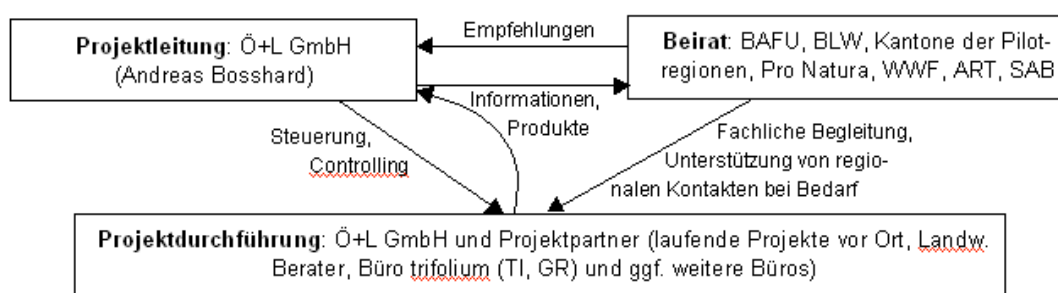 Projektleitung: Ö+L GmbH
(Andreas Bosshard)
Empfehlungen
Beirat: BAFU, BLW, Kantone der Pilot-
regionen, Pro Natura, WWF, ART, SAB
Informationen,
Produkte
Steuerung,
Controlling
Fachliche Begleitung,
Unterstützung von regio-
nalen Kontakten bei Bedarf
Projektdurchführung: Ö+L GmbH und Projektpartner (laufende Projekte vor Ort, Landw.
Berater, Büro trifolium (TI, GR) und ggf. weitere Büros)